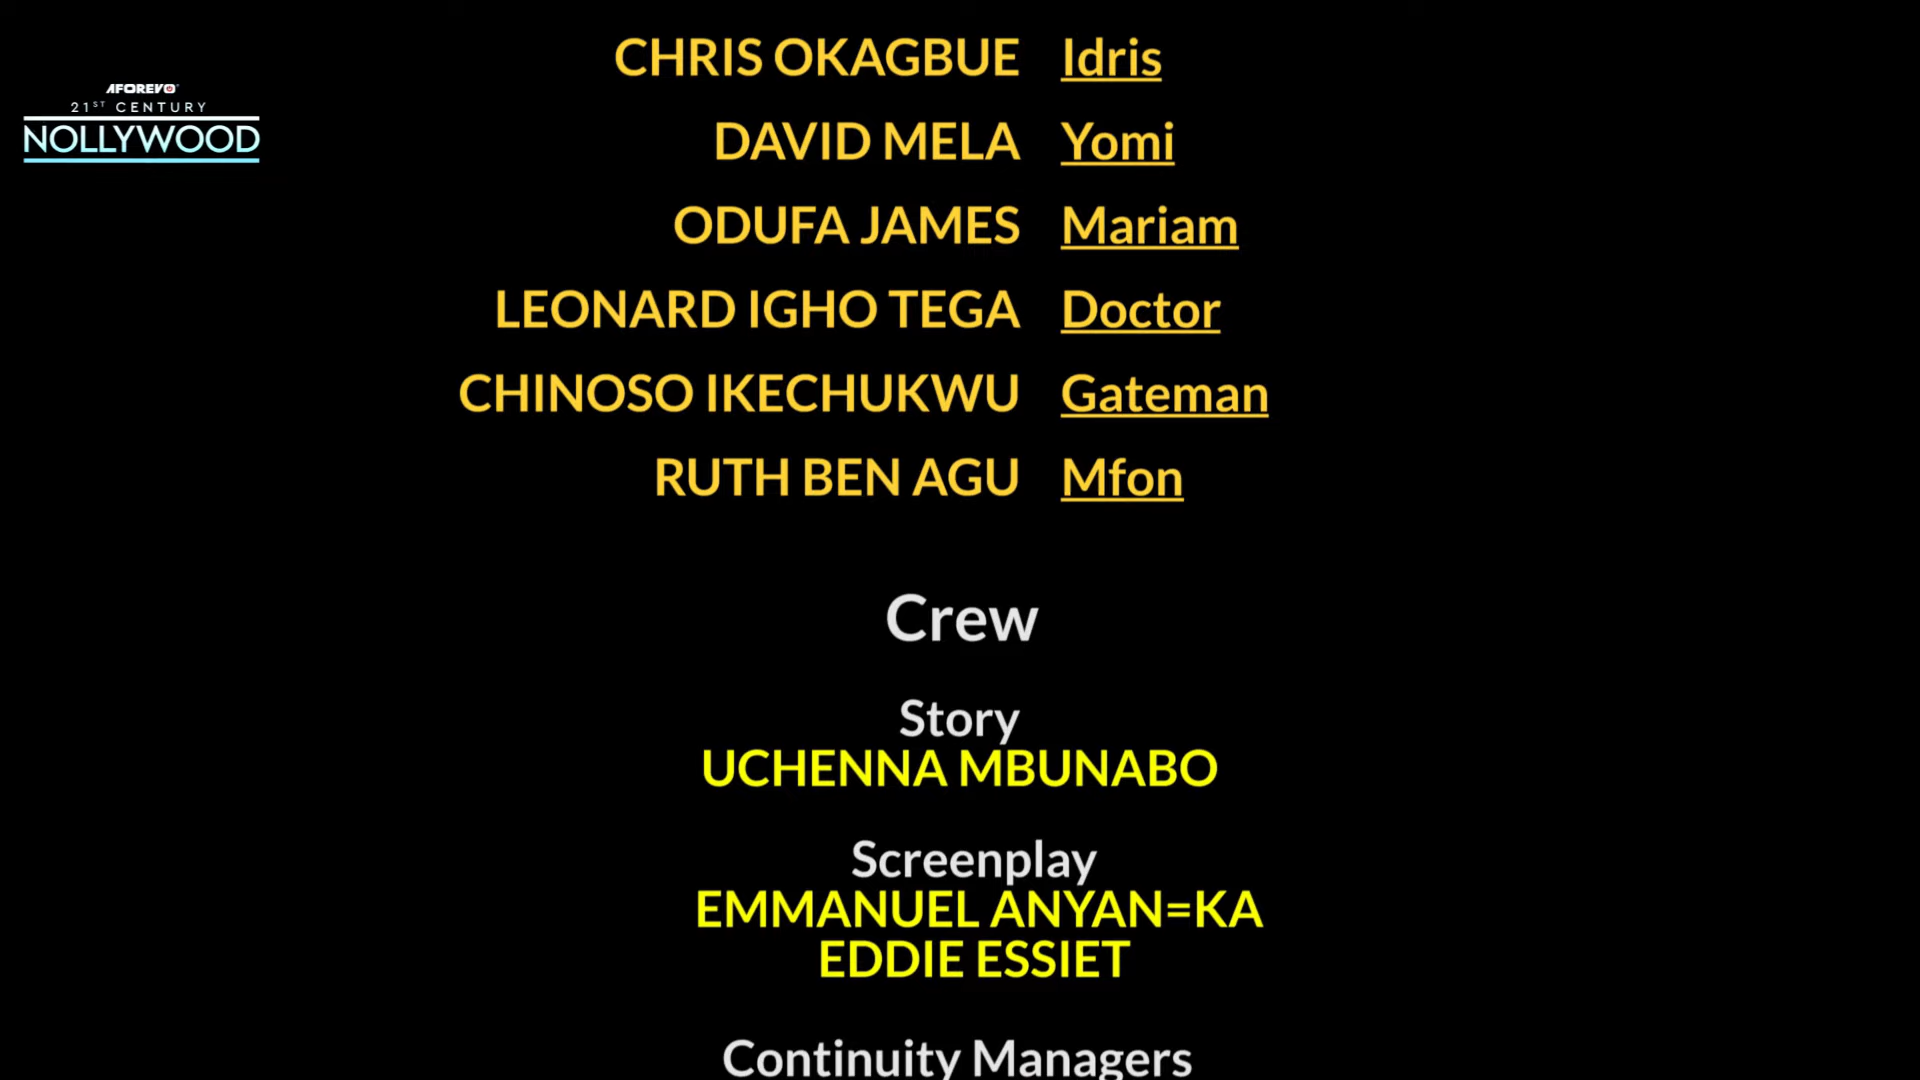 AFOREVO
21ST CENTURY
NOLLYWOOD
CHRIS OKAGBUE Idris
DAVID MELA Yomi
ODUFA JAMES Mariam
LEONARD IGHO TEGA Doctor
CHINOSO IKECHUKWU Gateman
RUTH BEN AGU Mfon
Crew
Story
UCHENNA MBUNABO
Screenplay
EMMANUEL ANYAN=KA
EDDIE ESSIET
Continuity Managers